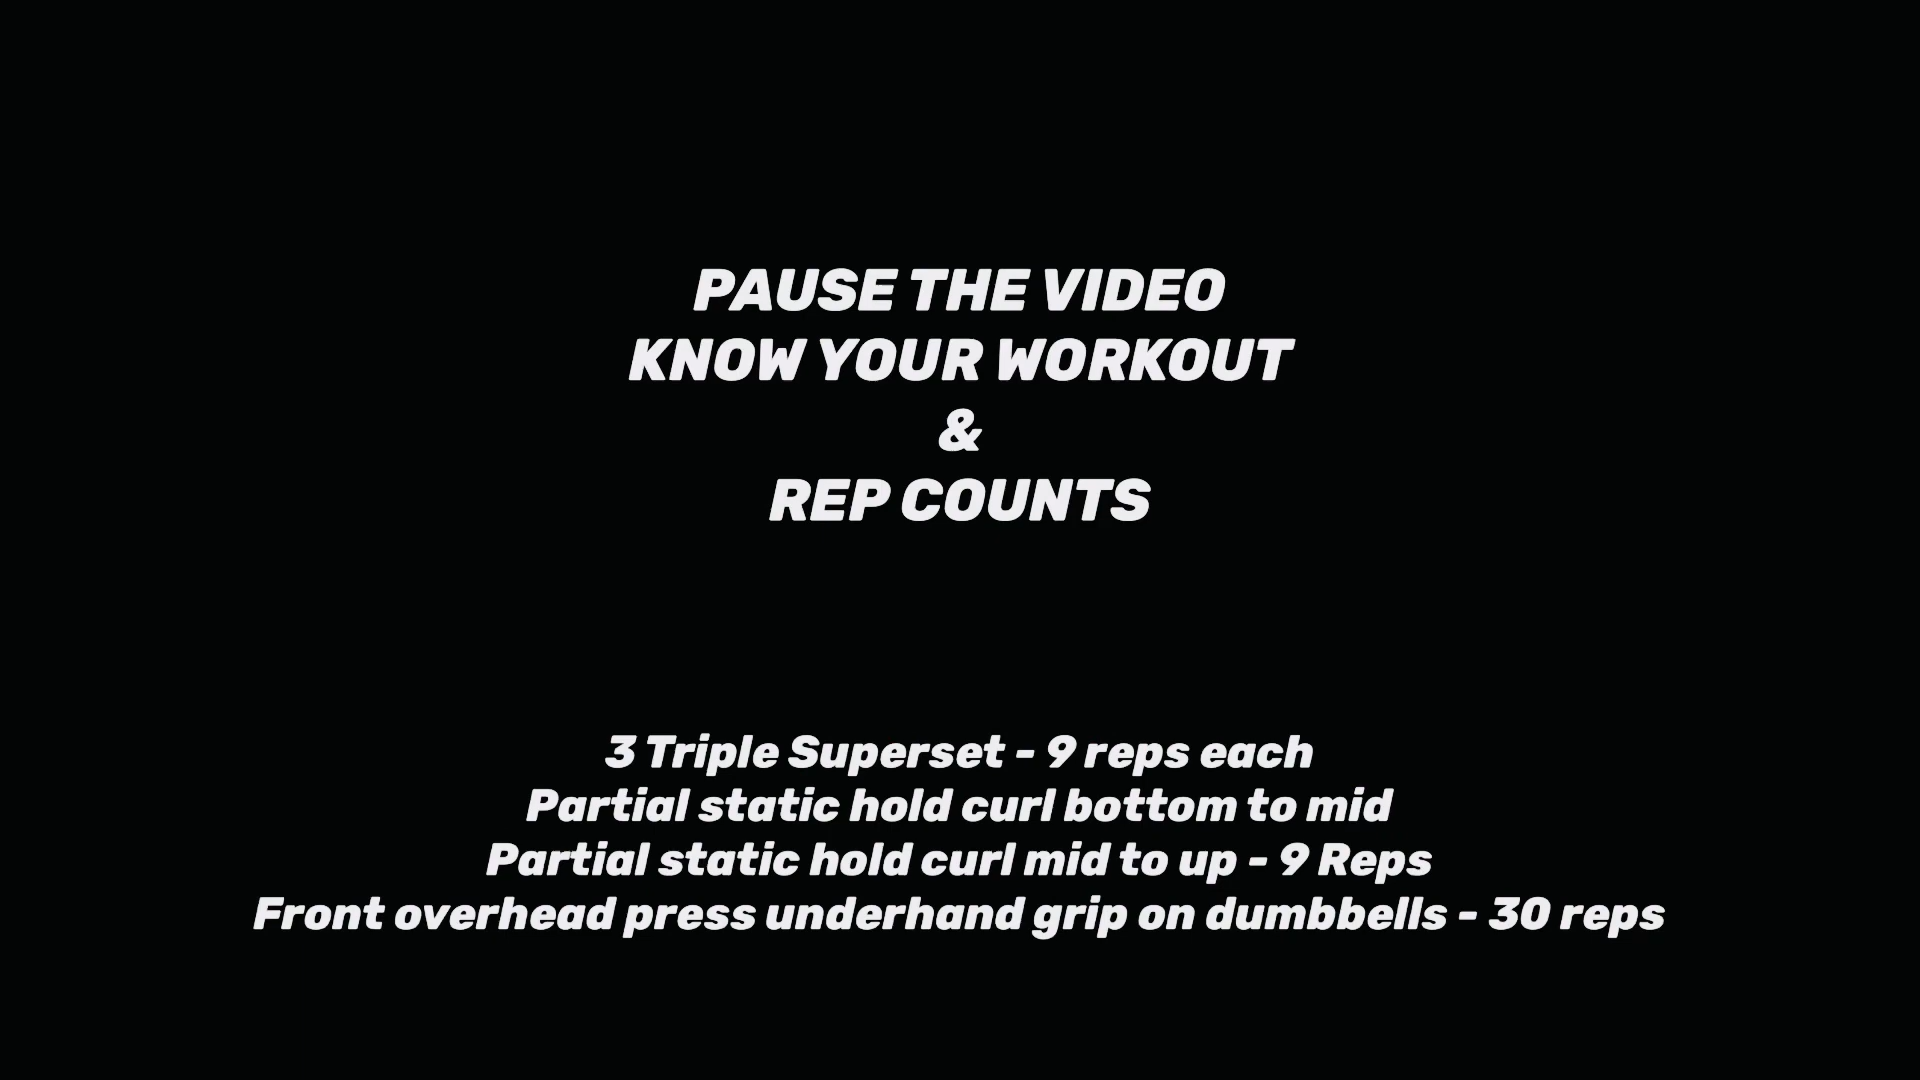 PAUSE THE VIDEO
KNOW YOUR WORKOUT
&
REP COUNTS
3 Triple Superset - 9 reps each
Partial static hold curl bottom to mid
Partial static hold curl mid to up - 9 Reps
Front overhead press underhand grip on dumbbells - 30 reps